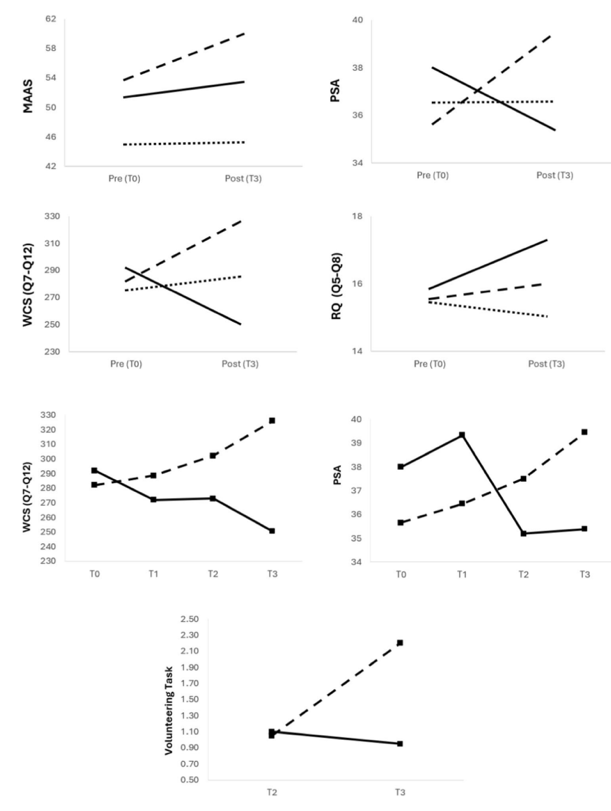 MAAS
62
58
54
50
46
42
Pre (T0)
Post (T3)
PSA
40
38
36
34
Pre (T0)
Post (T3)
WCS (Q7-Q12)
330
310
290
270
250
230
Pre (T0)
Post (T3)
RQ (Q5-Q8)
18
16
14
Pre (T0)
Post (T3)
WCS (Q7-Q12)
330
320
310
300
290
280
270
260
250
240
230
T0
T1
T2
T3
PSA
40
39
38
37
36
35
34
T0
T1
T2
T3
Volunteering Task
2.50
2.30
2.10
1.90
1.70
1.50
1.30
1.10
0.90
0.70
0.50
T2
T3